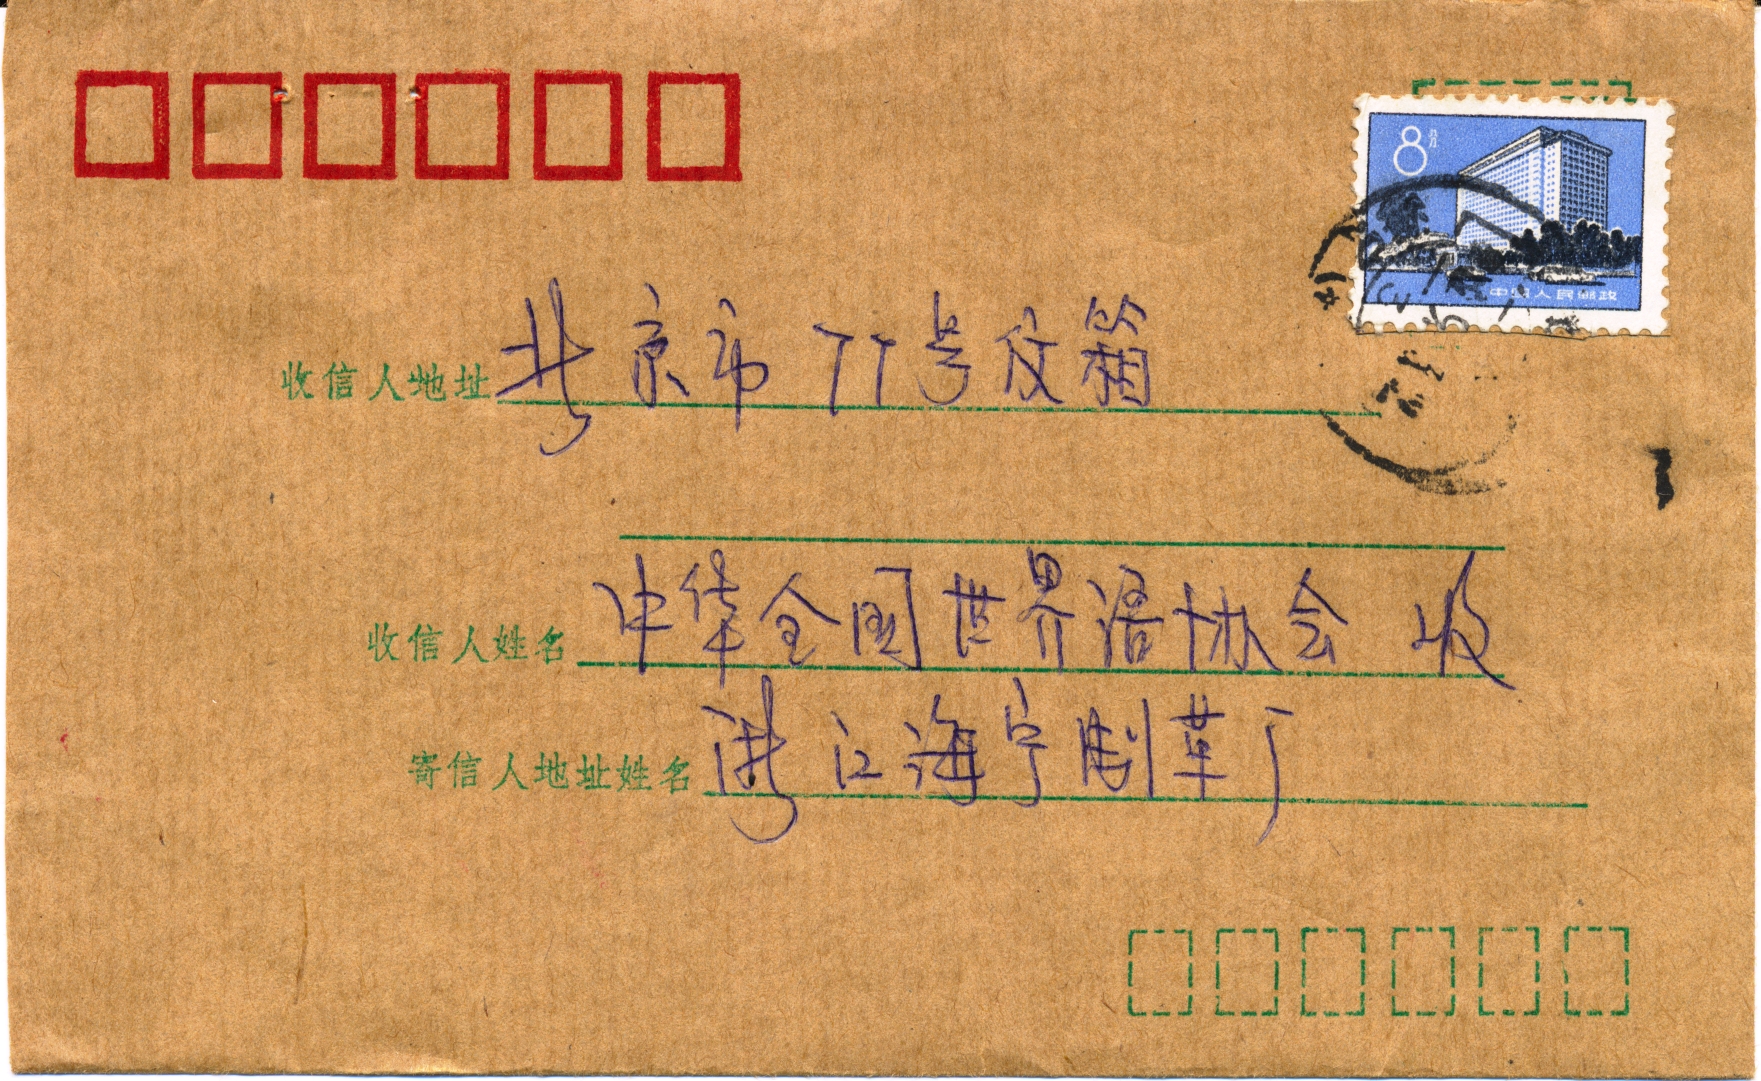 8分
中国人民邮政
收信人地址 北京市77号信箱
收信人姓名 中华全国世界语协会 收
寄信人地址姓名 浙江海宁制革厂